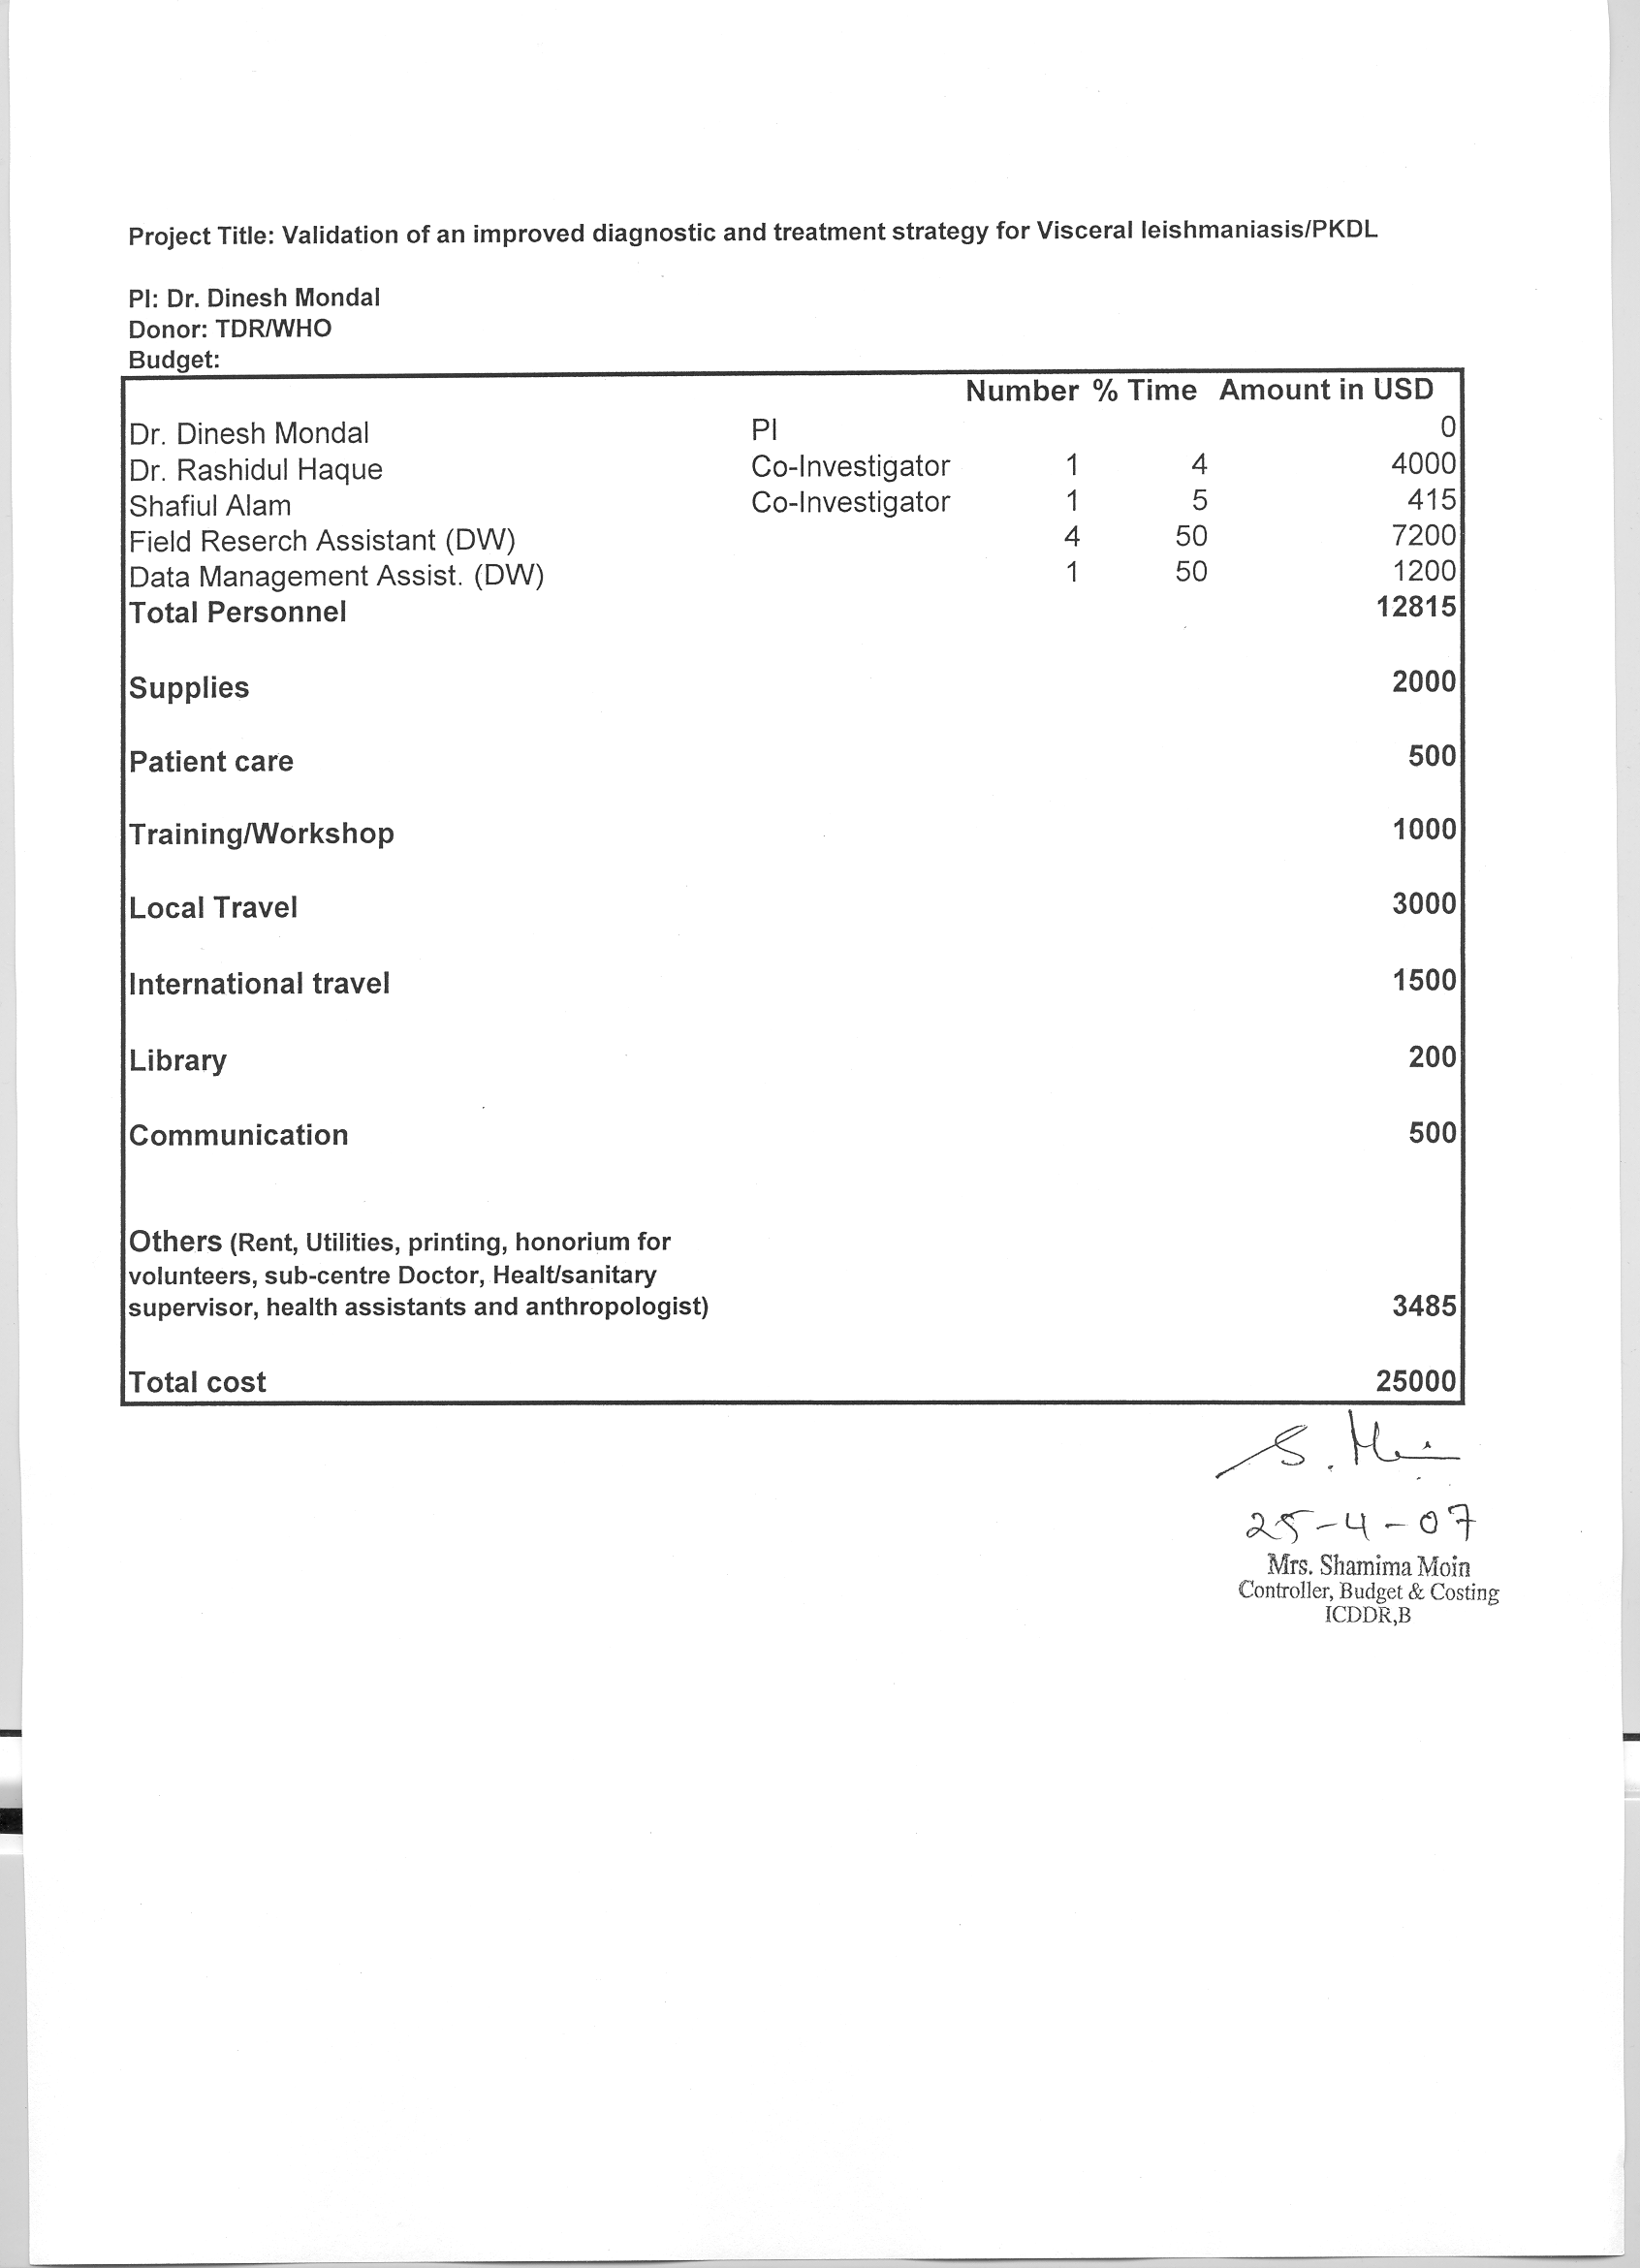 Project Title: Validation of an improved diagnostic and treatment strategy for Visceral leishmaniasis/PKDL
PI: Dr. Dinesh Mondal
Donor: TDR/WHO
Budget:
Number % Time Amount in USD
Dr. Dinesh Mondal PI 0
Dr. Rashidul Haque Co-Investigator 1 4 4000
Shafiul Alam Co-Investigator 1 5 415
Field Reserch Assistant (DW) 4 50 7200
Data Management Assist. (DW) 1 50 1200
Total Personnel 12815
Supplies 2000
Patient care 500
Training/Workshop 1000
Local Travel 3000
International travel 1500
Library 200
Communication 500
Others (Rent, Utilities, printing, honorium for
volunteers, sub-centre Doctor, Healt/sanitary
supervisor, health assistants and anthropologist) 3485
Total cost 25000
S. Moin
25-4-07
Mrs. Shamima Moin
Controller, Budget & Costing
ICDDR,B